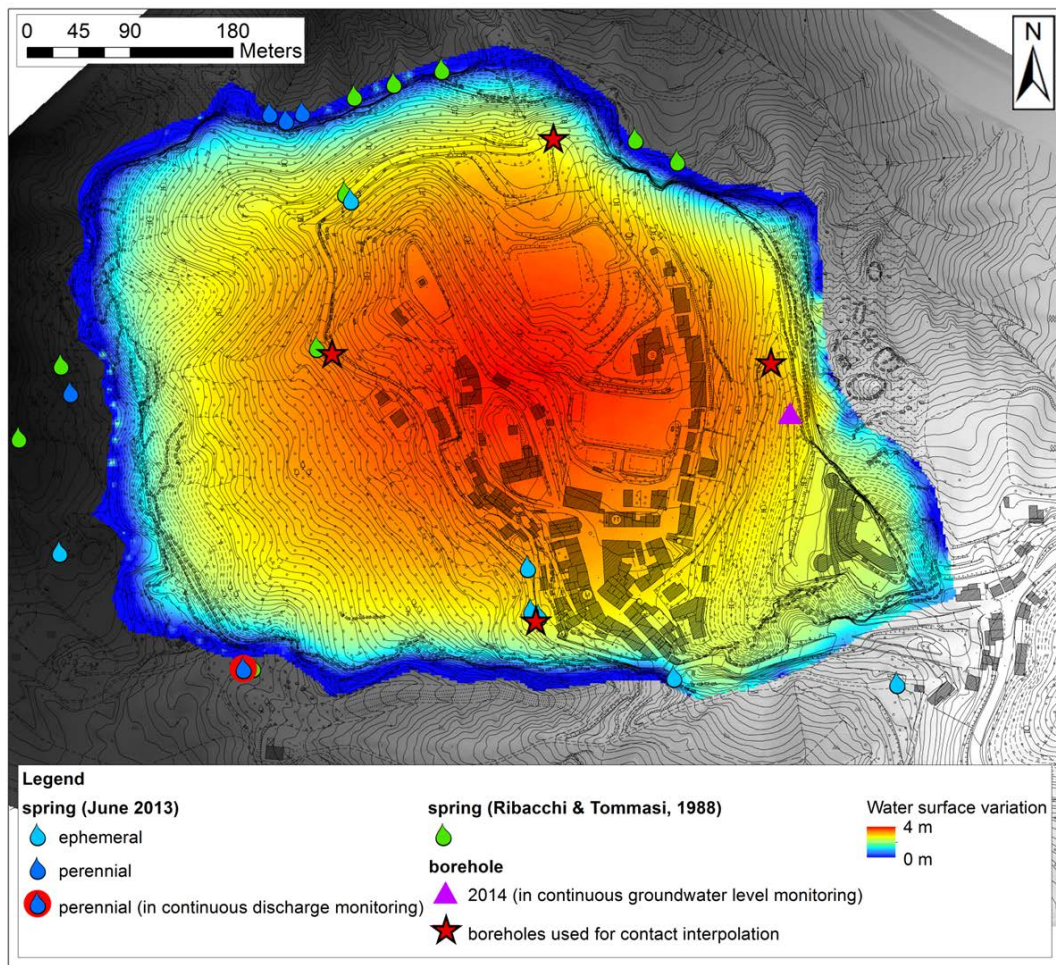 0 45 90 180
Meters
N
Legend
spring (June 2013)
ephemeral
perennial
perennial (in continuous discharge monitoring)
spring (Ribacchi & Tommasi, 1988)
borehole
2014 (in continuous groundwater level monitoring)
boreholes used for contact interpolation
Water surface variation
4 m
0 m